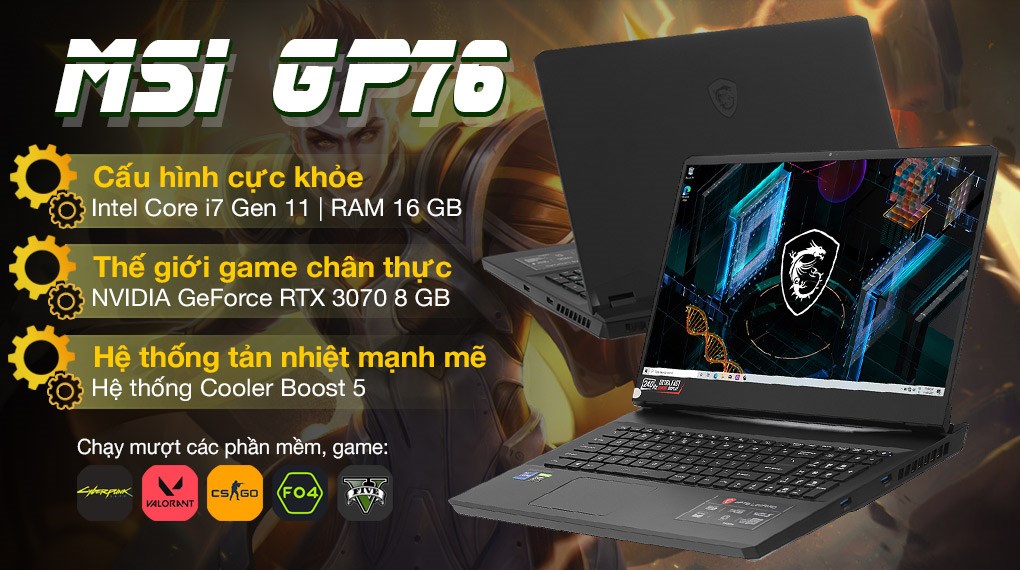 MSI GP76
Cấu hình cực khỏe
Intel Core i7 Gen 11 | RAM 16 GB
Thế giới game chân thực
NVIDIA GeForce RTX 3070 8 GB
Hệ thống tản nhiệt mạnh mẽ
Hệ thống Cooler Boost 5
Chạy mượt các phần mềm, game:
Cyberpunk
VALORANT
CS:GO
FO4
V
FIVE